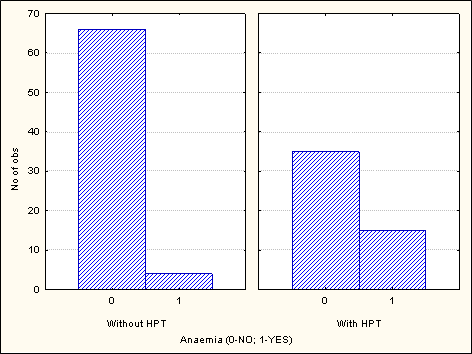 70
60
50
40
30
20
10
0
No of obs
0 1
0 1
Without HPT
With HPT
Anaemia (0-NO; 1-YES)